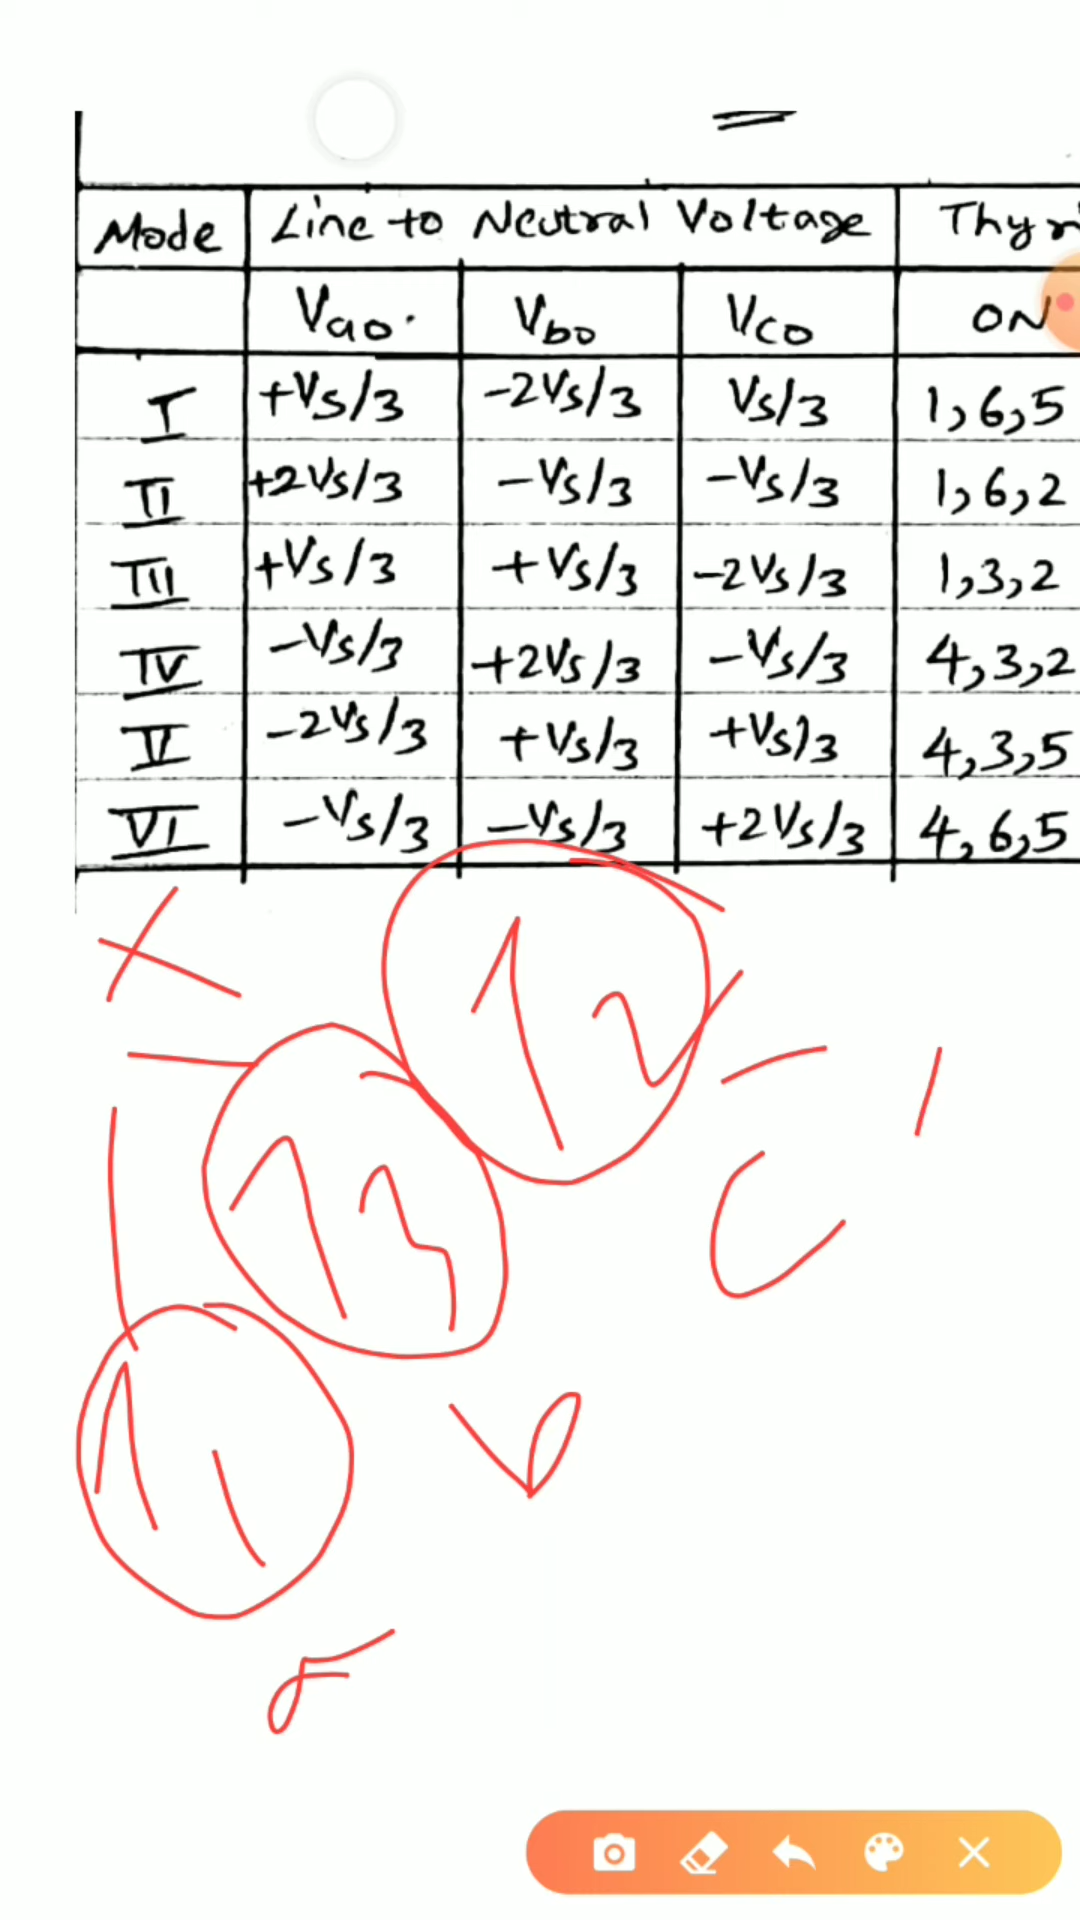 Mode Line to Neutral Voltage
Vao. Vbo Vco ON
I +Vs/3 -2Vs/3 Vs/3 1,6,5
II +2Vs/3 -Vs/3 -Vs/3 1,6,2
III +Vs/3 +Vs/3 -2Vs/3 1,3,2
IV -Vs/3 +2Vs/3 -Vs/3 4,3,2
V -2Vs/3 +Vs/3 +Vs/3 4,3,5
VI -Vs/3 -Vs/3 +2Vs/3 4,6,5